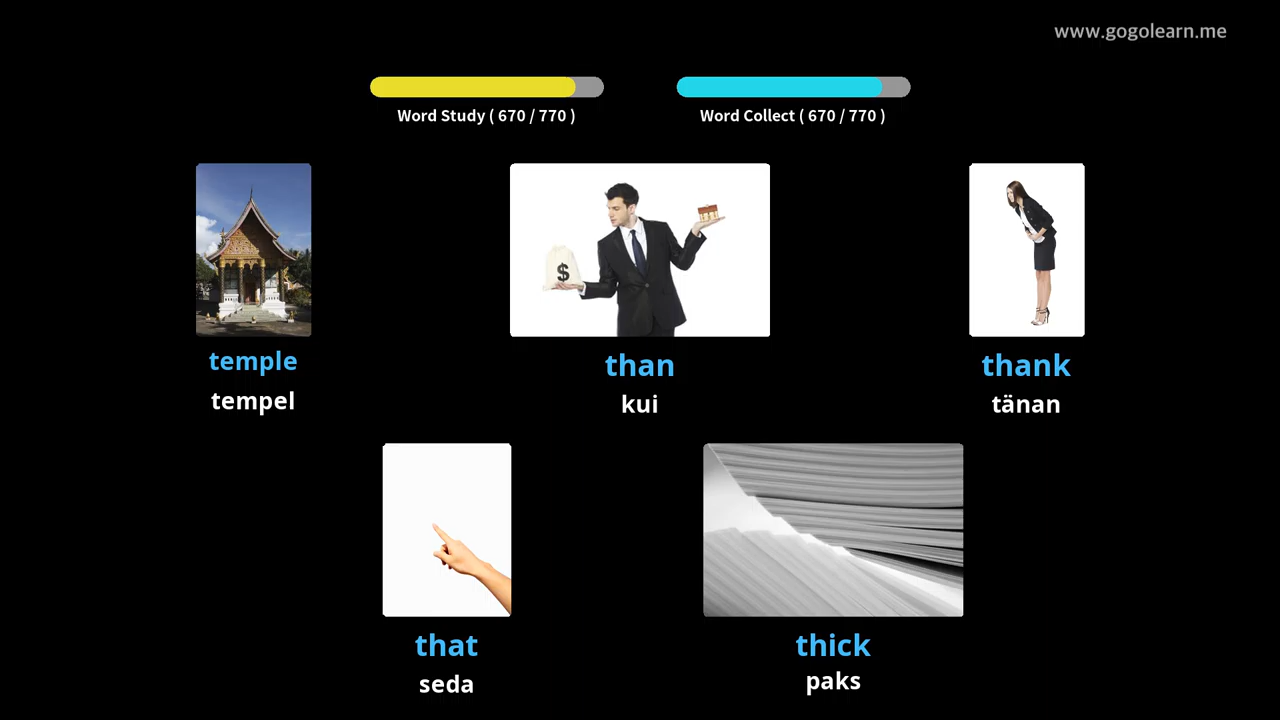 www.gogolearn.me
Word Study ( 670 / 770 )
Word Collect ( 670 / 770 )
temple
tempel
than
kui
thank
tänan
that
seda
thick
paks